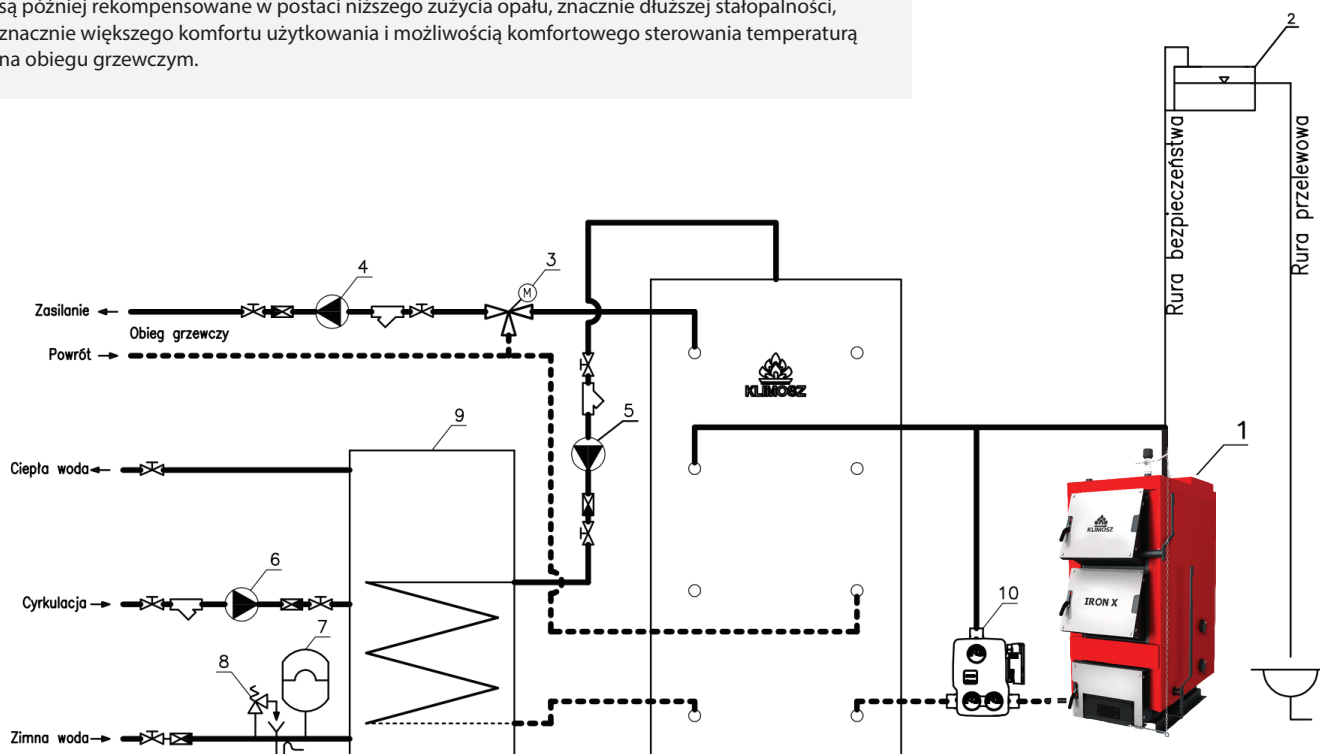 są później rekompensowane w postaci niższego zużycia opału, znacznie dłuższej stałopalności,
znacznie większego komfortu użytkowania i możliwością komfortowego sterowania temperaturą
na obiegu grzewczym.
2
Rura bezpieczeństwa
Rura przelewowa
3
M
4
Zasilanie
Obieg grzewczy
Powrót
KLIMOSZ
5
9
1
Ciepła woda
KLIMOSZ
6
Cyrkulacja
10
IRON X
7
8
Zimna woda